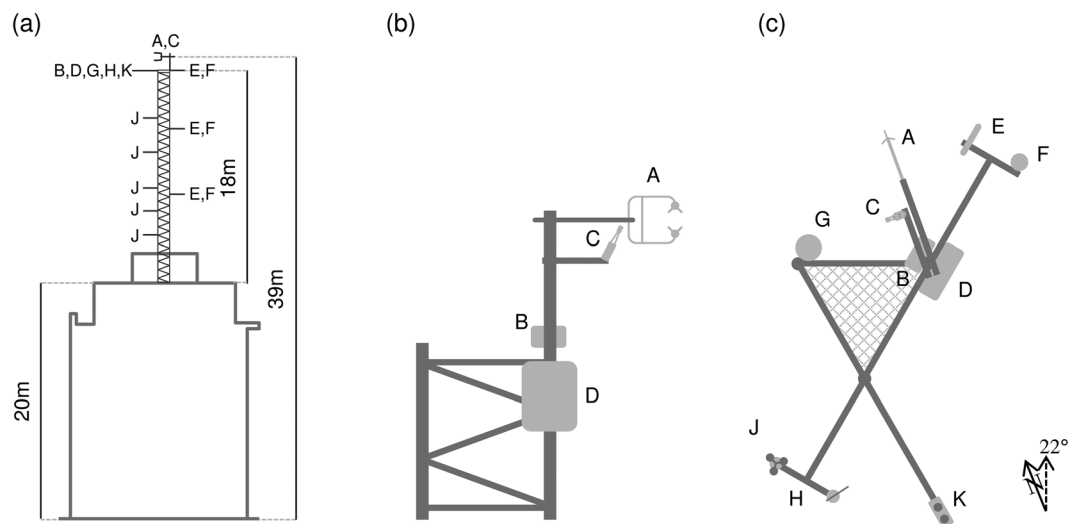 (a)
A,C
B,D,G,H,K
E,F
J
E,F
J
J
E,F
J
J
18m
39m
20m
(b)
A
C
B
D
(c)
E
A
F
C
G
B
D
J
H
K
N
22°